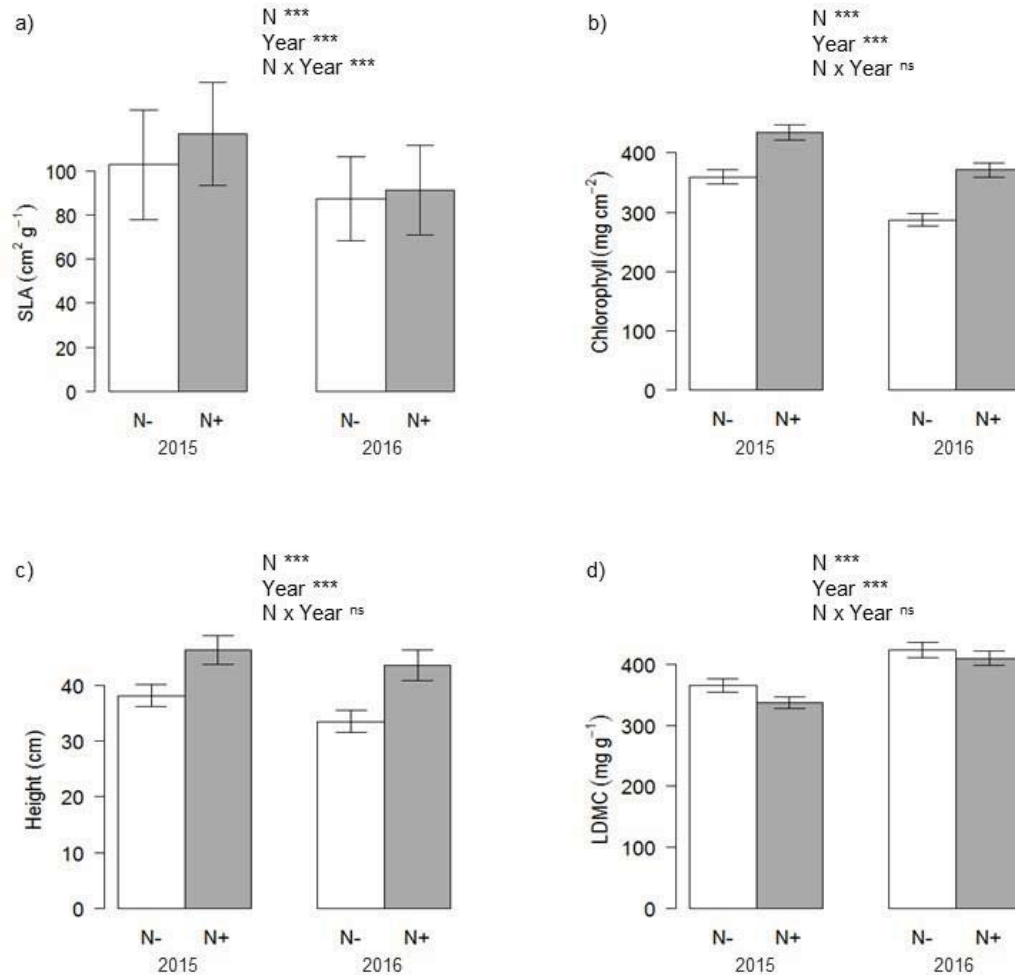 a)
N ***
Year ***
N x Year ***
SLA (cm² g⁻¹)
100
80
60
40
20
0
N- N+ N- N+
2015 2016
b)
N ***
Year ***
N x Year ⁿˢ
Chlorophyll (mg cm⁻²)
400
300
200
100
0
N- N+ N- N+
2015 2016
c)
N ***
Year ***
N x Year ⁿˢ
Height (cm)
40
30
20
10
0
N- N+ N- N+
2015 2016
d)
N ***
Year ***
N x Year ⁿˢ
LDMC (mg g⁻¹)
400
300
200
100
0
N- N+ N- N+
2015 2016